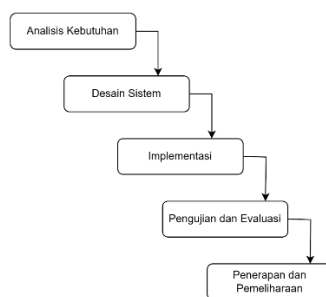 Analisis Kebutuhan
Desain Sistem
Implementasi
Pengujian dan Evaluasi
Penerapan dan
Pemeliharaan